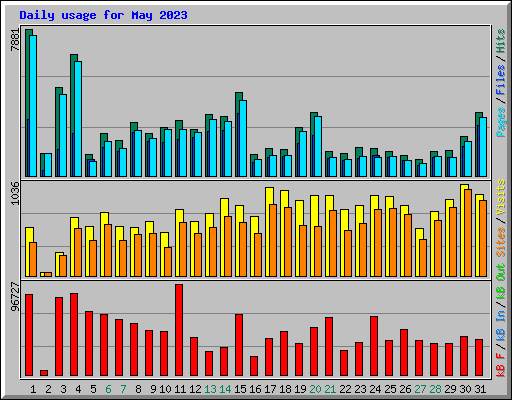 Daily usage for May 2023
7881
Pages / Files / Hits
1036
Sites / Visits
96727
kB F / kB In / kB Out
1 2 3 4 5 6 7 8 9 10 11 12 13 14 15 16 17 18 19 20 21 22 23 24 25 26 27 28 29 30 31